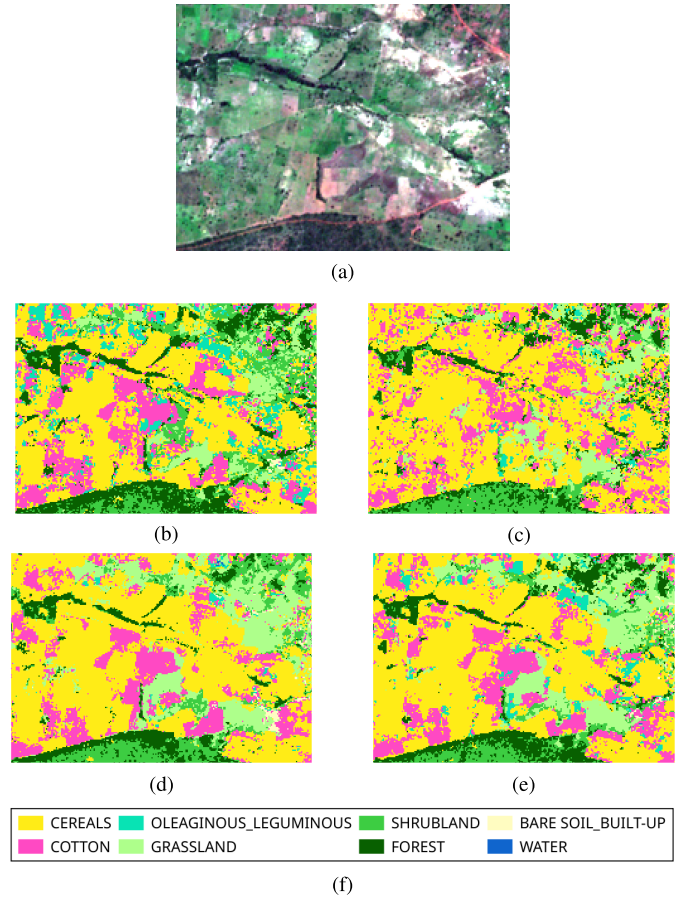 (a)
(b) (c)
(d) (e)
CEREALS OLEAGINOUS_LEGUMINOUS SHRUBLAND BARE SOIL_BUILT-UP
COTTON GRASSLAND FOREST WATER
(f)